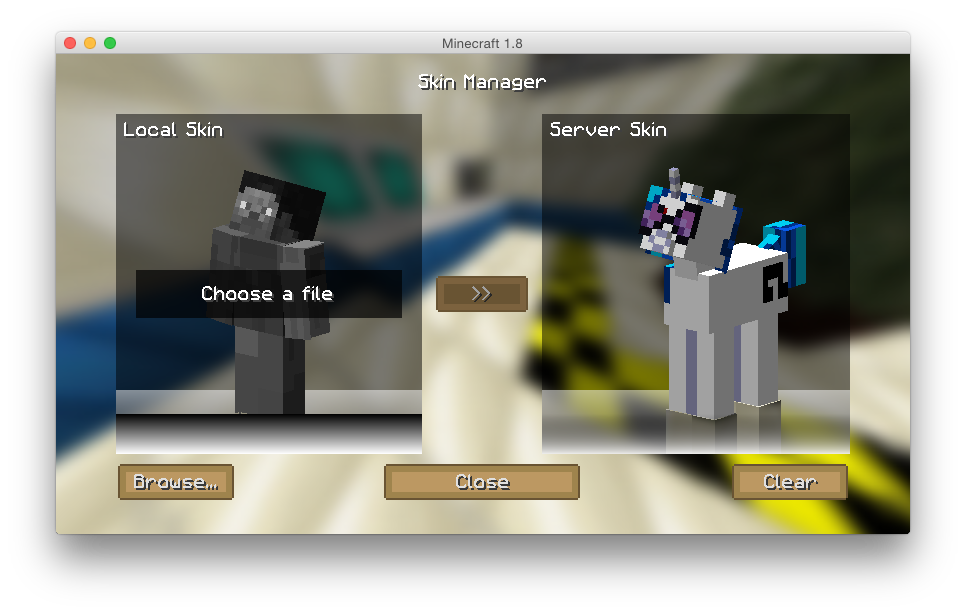 Minecraft 1.8
Skin Manager
Local Skin
Server Skin
Choose a file
>>
Browse...
Close
Clear